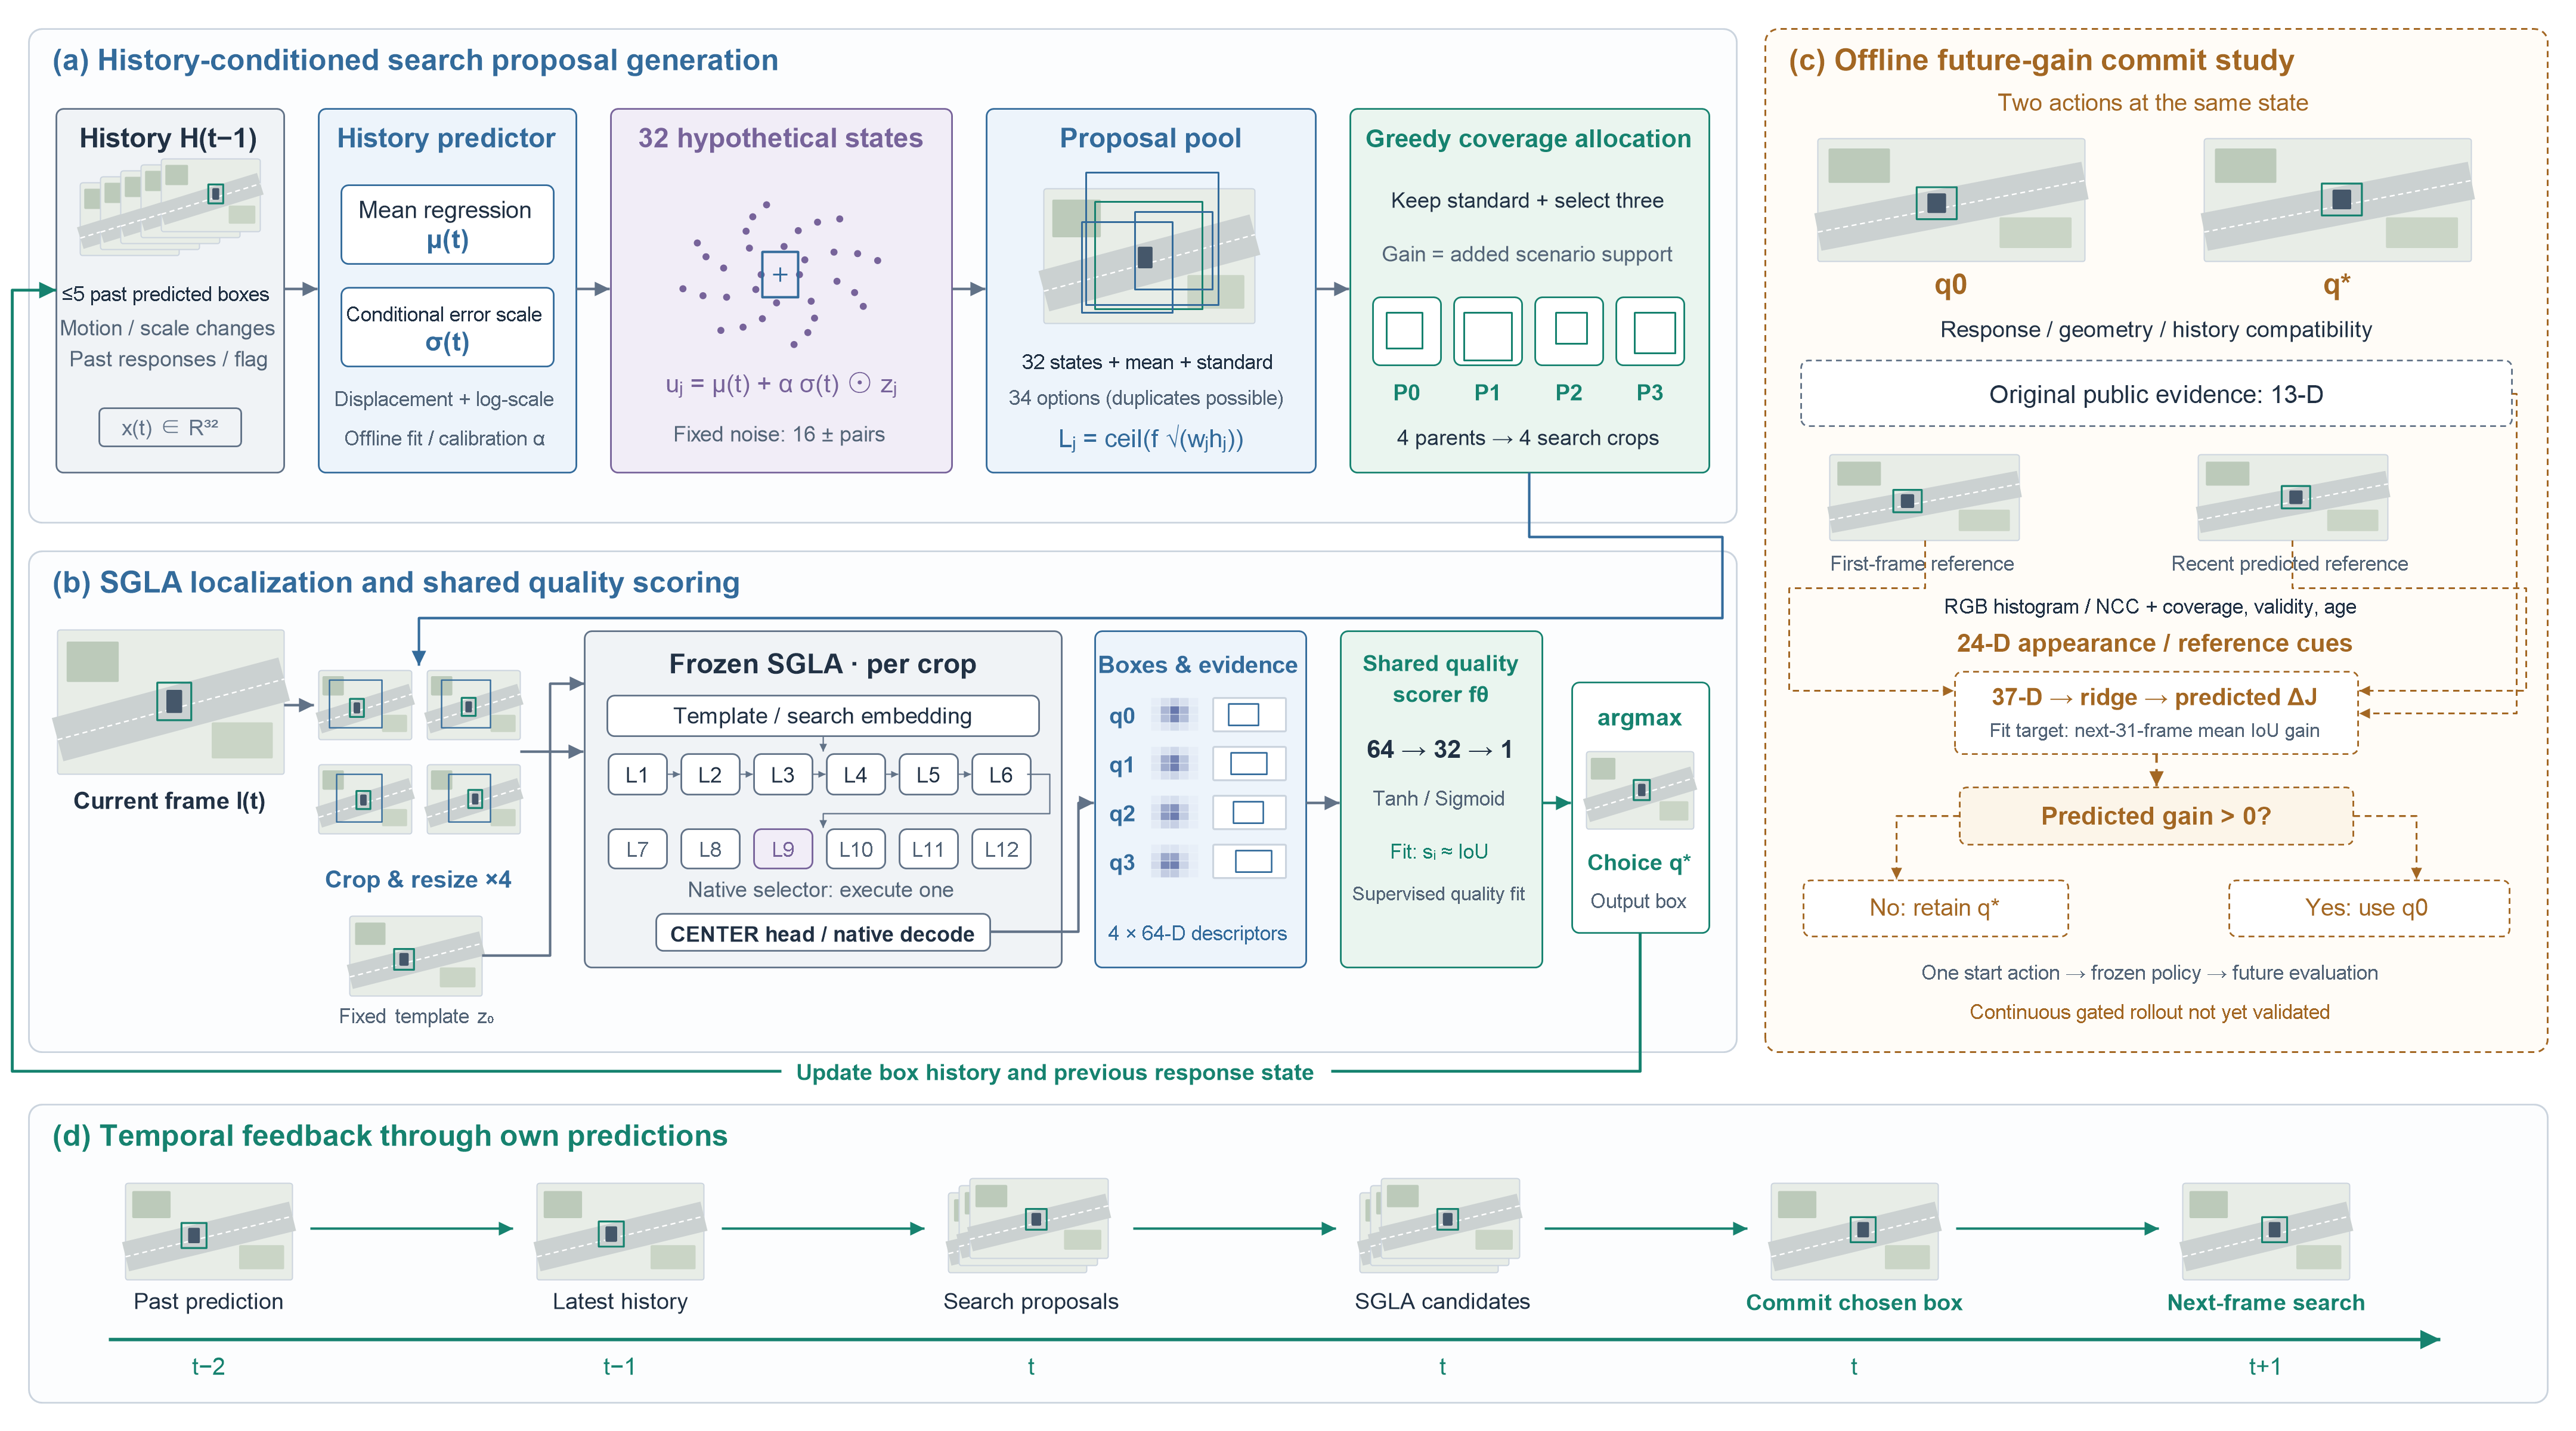 (a) History-conditioned search proposal generation
History H(t−1)
≤5 past predicted boxes
Motion / scale changes
Past responses / flag
x(t) ∈ R³²
History predictor
Mean regression
μ(t)
Conditional error scale
σ(t)
Displacement + log-scale
Offline fit / calibration α
32 hypothetical states
uⱼ = μ(t) + α σ(t) ⊙ zⱼ
Fixed noise: 16 ± pairs
Proposal pool
32 states + mean + standard
34 options (duplicates possible)
Lⱼ = ceil(f √(wⱼhⱼ))
Greedy coverage allocation
Keep standard + select three
Gain = added scenario support
P0 P1 P2 P3
4 parents → 4 search crops
(b) SGLA localization and shared quality scoring
Current frame I(t)
Crop & resize ×4
Fixed template z₀
Frozen SGLA · per crop
Template / search embedding
L1 L2 L3 L4 L5 L6
L7 L8 L9 L10 L11 L12
Native selector: execute one
CENTER head / native decode
Boxes & evidence
q0
q1
q2
q3
4 × 64-D descriptors
Shared quality
scorer fθ
64 → 32 → 1
Tanh / Sigmoid
Fit: sᵢ ≈ IoU
Supervised quality fit
argmax
Choice q*
Output box
Update box history and previous response state
(c) Offline future-gain commit study
Two actions at the same state
q0 q*
Response / geometry / history compatibility
Original public evidence: 13-D
First-frame reference Recent predicted reference
RGB histogram / NCC + coverage, validity, age
24-D appearance / reference cues
37-D → ridge → predicted ΔJ
Fit target: next-31-frame mean IoU gain
Predicted gain > 0?
No: retain q* Yes: use q0
One start action → frozen policy → future evaluation
Continuous gated rollout not yet validated
(d) Temporal feedback through own predictions
Past prediction Latest history Search proposals SGLA candidates Commit chosen box Next-frame search
t−2 t−1 t t t t+1